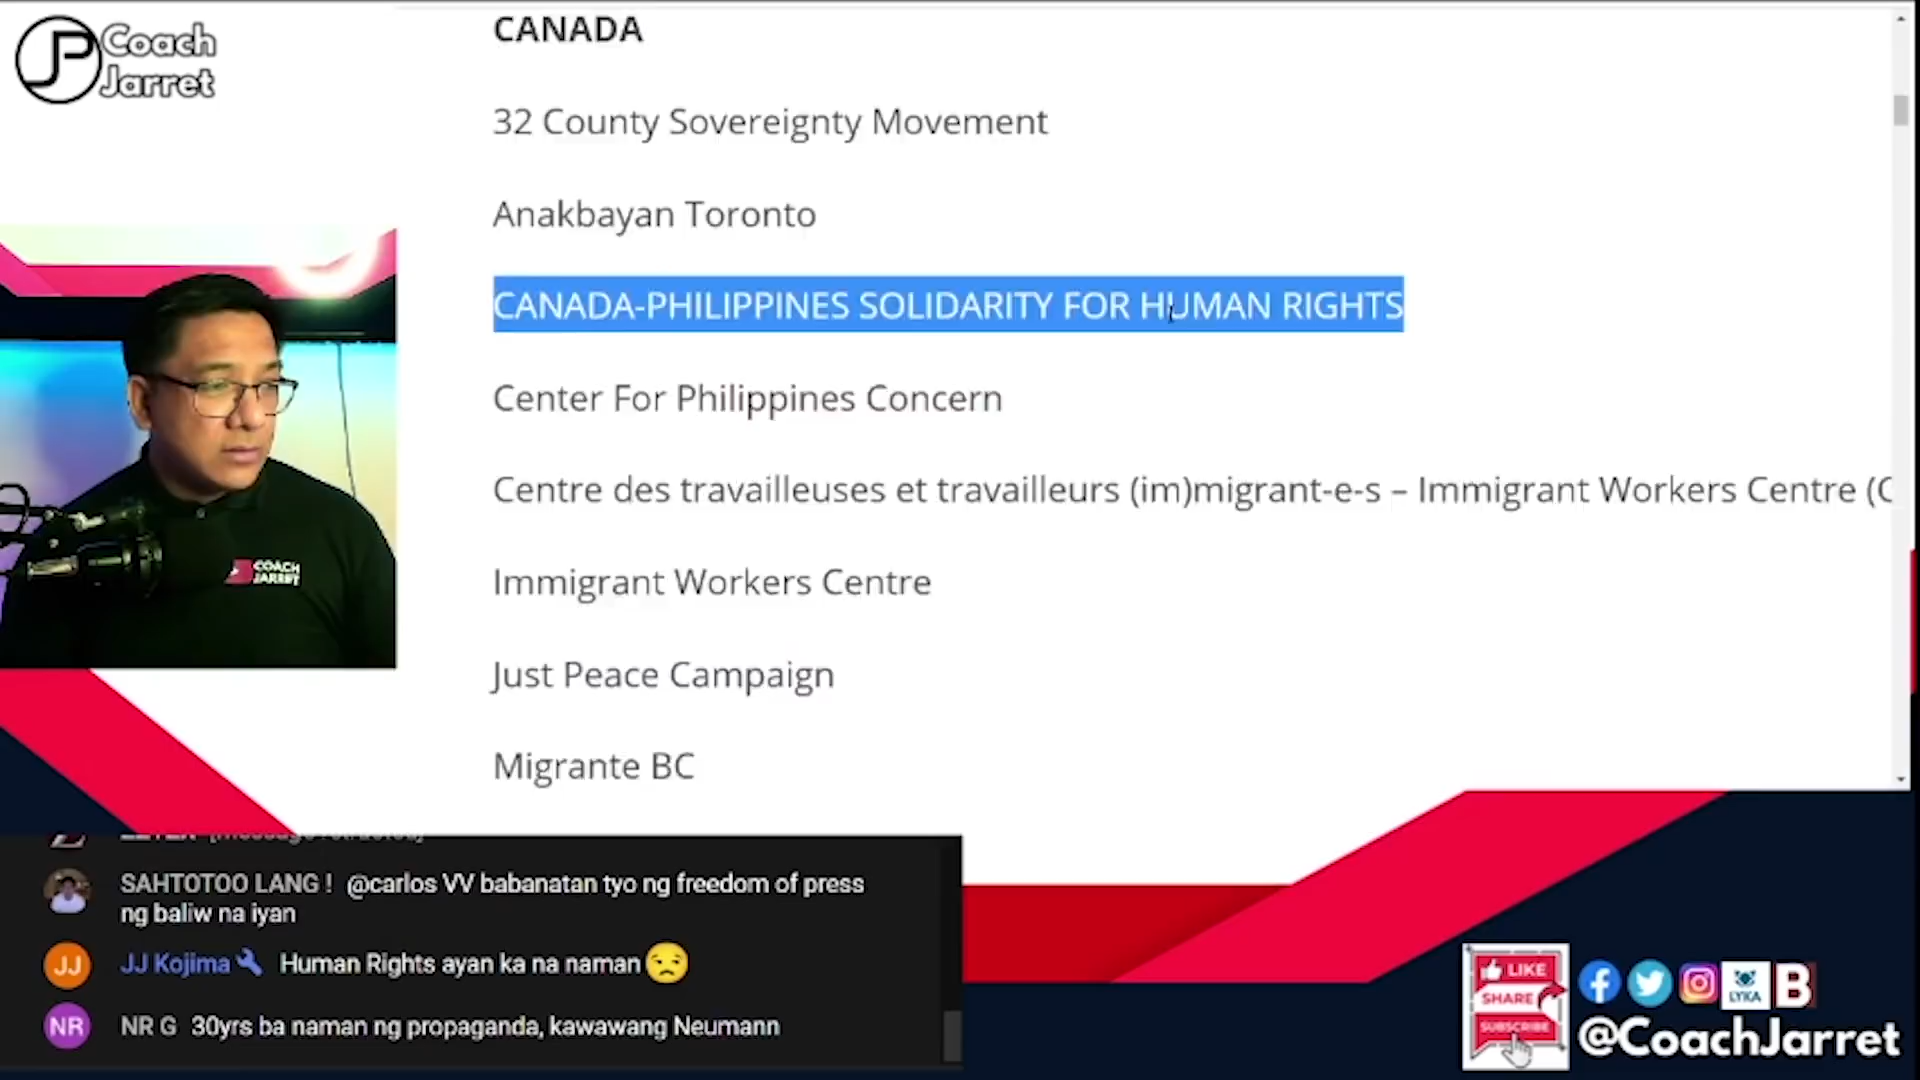 Coach
Jarret
CANADA
32 County Sovereignty Movement
Anakbayan Toronto
CANADA-PHILIPPINES SOLIDARITY FOR HUMAN RIGHTS
Center For Philippines Concern
Centre des travailleuses et travailleurs (im)migrant-e-s – Immigrant Workers Centre (
Immigrant Workers Centre
Just Peace Campaign
Migrante BC
COACH
JARRET
SAHTOTOO LANG ! @carlos VV babanatan tyo ng freedom of press
ng baliw na iyan
JJ
JJ Kojima Human Rights ayan ka na naman
NR
NR G 30yrs ba naman ng propaganda, kawawang Neumann
LIKE
SHARE
SUBSCRIBE
LYKA
B
@CoachJarret